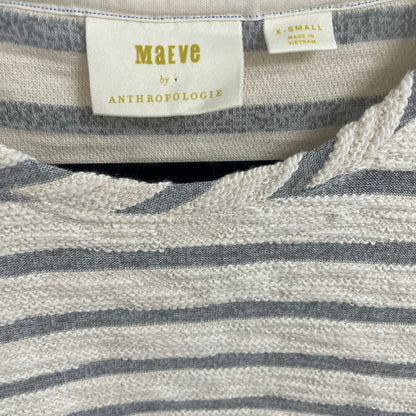 MAEVE
by
ANTHROPOLOGIE
X-SMALL
MADE IN
VIETNAM